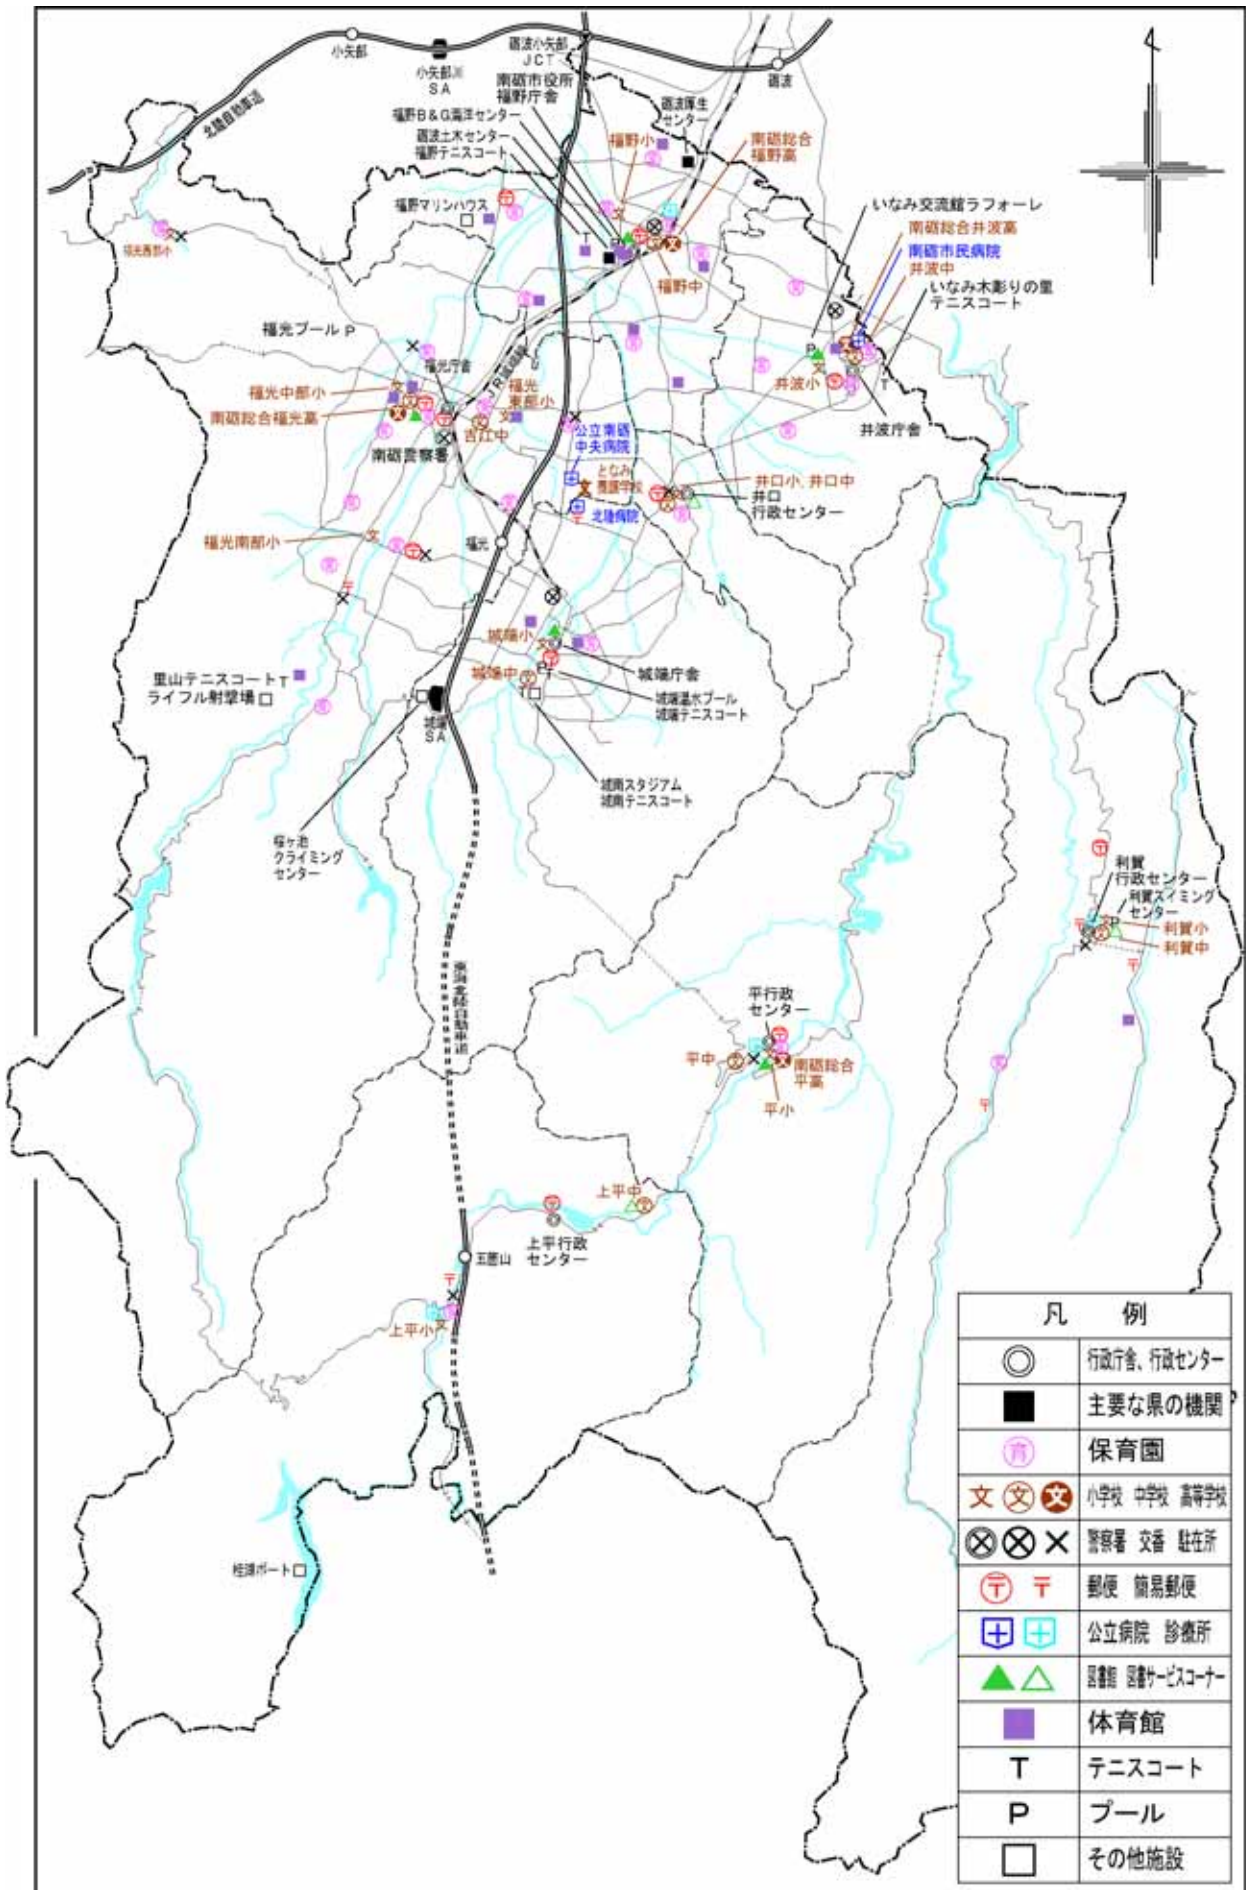 小矢部
小矢部川
SA
砺波小矢部
JCT
砺波
北陸自動車道
南砺市役所
福野庁舎
福野B&G海洋センター
砺波土木センター
福野テニスコート
砺波厚生
センター
福野小
南砺総合
福野高
福野マリンハウス
いなみ交流館ラフォーレ
南砺総合井波高
南砺市民病院
井波中
いなみ木彫りの里
テニスコート
福光西部小
福野中
福光プール P
福光庁舎
JR城端線
福光中部小
南砺総合福光高
福光
東部小
吉江中
南砺警察署
井波小
井波庁舎
公立南砺
中央病院
となみ
養護学校
北陸病院
井口小、井口中
井口
行政センター
福光南部小
福光
城端小
城端中
城端庁舎
城端温水プール
城端テニスコート
里山テニスコート T
ライフル射撃場
城端
SA
城南スタジアム
城南テニスコート
桜ヶ池
クライミング
センター
利賀
行政センター
利賀スイミング
センター
利賀小
利賀中
東海北陸自動車道
平行政
センター
平中
南砺総合
平高
平小
上平中
上平行政
センター
五箇山
上平小
桂湖ボート
凡 例
行政庁舎、行政センター
主要な県の機関
育 保育園
文 文 文 小学校 中学校 高等学校
警察署 交番 駐在所
〒 〒 郵便 簡易郵便
公立病院 診療所
図書館 図書サービスコーナー
体育館
T テニスコート
P プール
その他施設